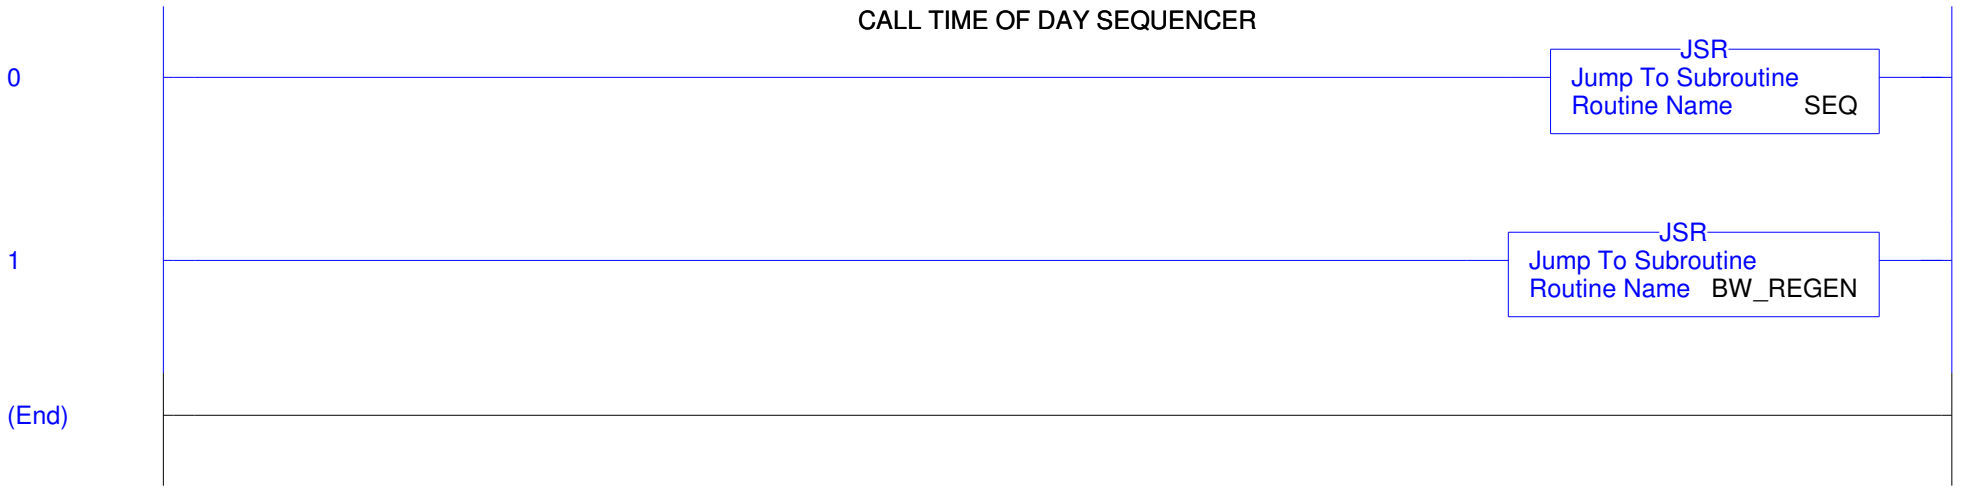 CALL TIME OF DAY SEQUENCER
JSR
0
Jump To Subroutine
Routine Name SEQ
JSR
1
Jump To Subroutine
Routine Name BW_REGEN
(End)